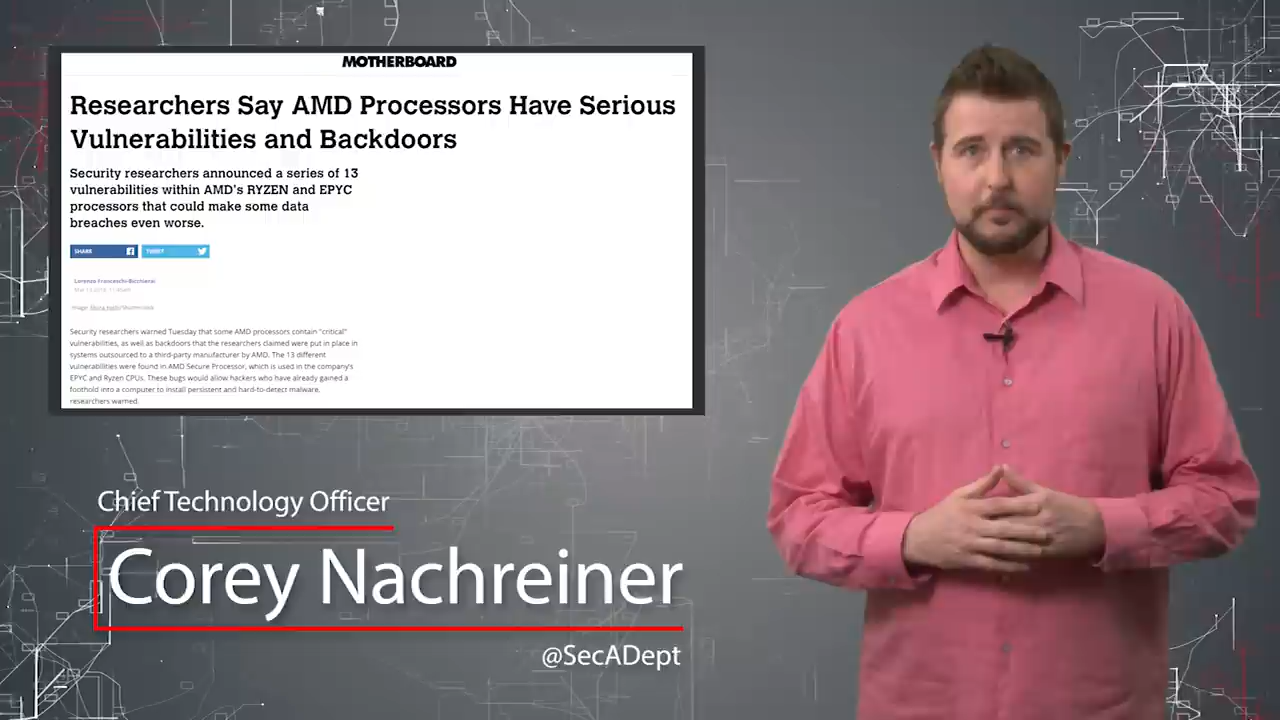 MOTHERBOARD
Researchers Say AMD Processors Have Serious
Vulnerabilities and Backdoors
Security researchers announced a series of 13
vulnerabilities within AMD's RYZEN and EPYC
processors that could make some data
breaches even worse.
SHARE
TWEET
Lorenzo Franceschi-Bicchierai
Security researchers warned Tuesday that some AMD processors contain "critical"
vulnerabilities, as well as backdoors that the researchers claimed were put in place in
systems outsourced to a third-party manufacturer by AMD. The 13 different
vulnerabilities were found in AMD Secure Processor, which is used in the company's
EPYC and Ryzen CPUs. These bugs would allow hackers who have already gained a
foothold into a computer to install persistent and hard-to-detect malware,
researchers warned.
Chief Technology Officer
Corey Nachreiner
@SecADept